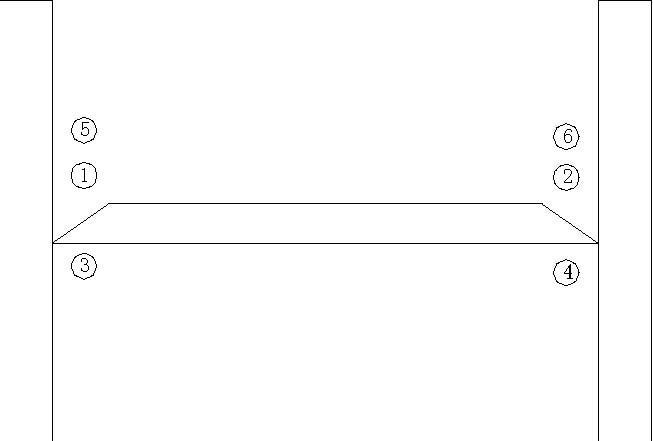 ⑤ ⑥
① ②
③ ④